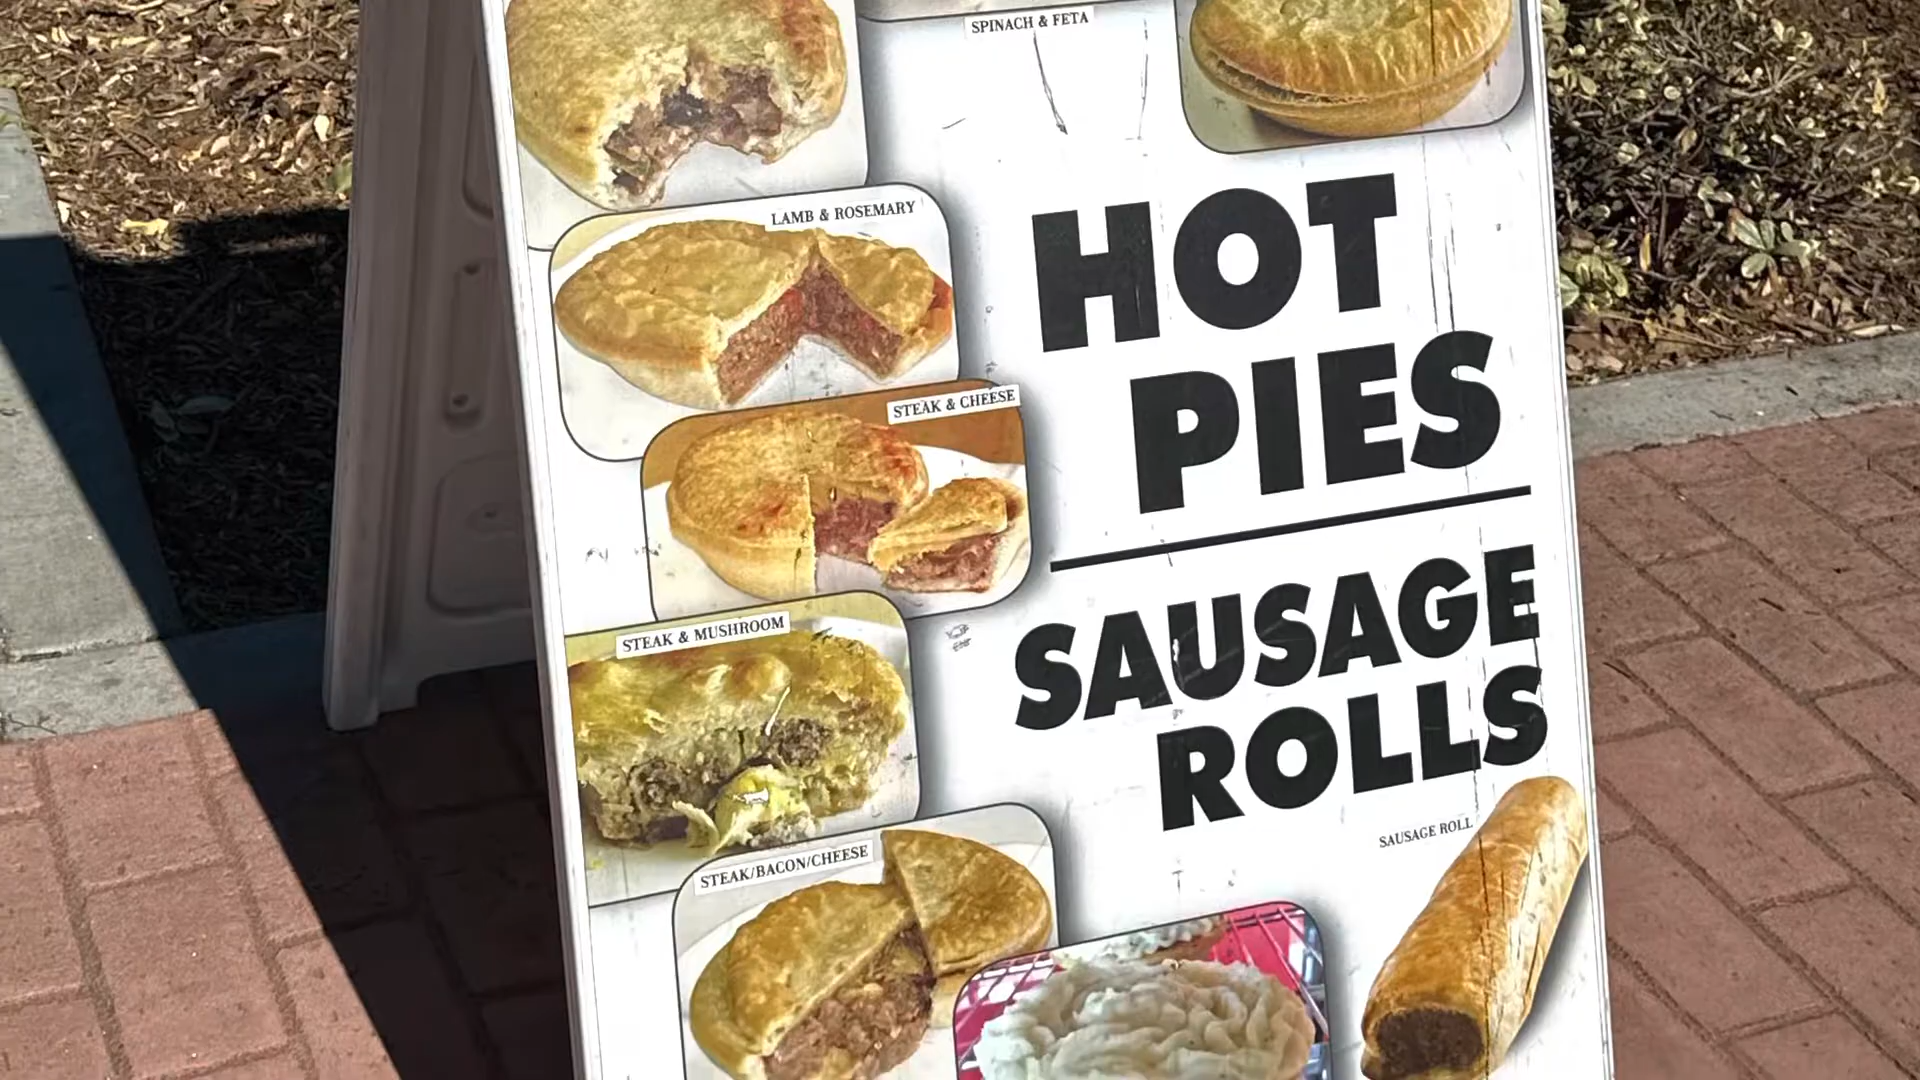 SPINACH & FETA
LAMB & ROSEMARY
STEAK & CHEESE
STEAK & MUSHROOM
STEAK/BACON/CHEESE
HOT
PIES
SAUSAGE
ROLLS
SAUSAGE ROLL